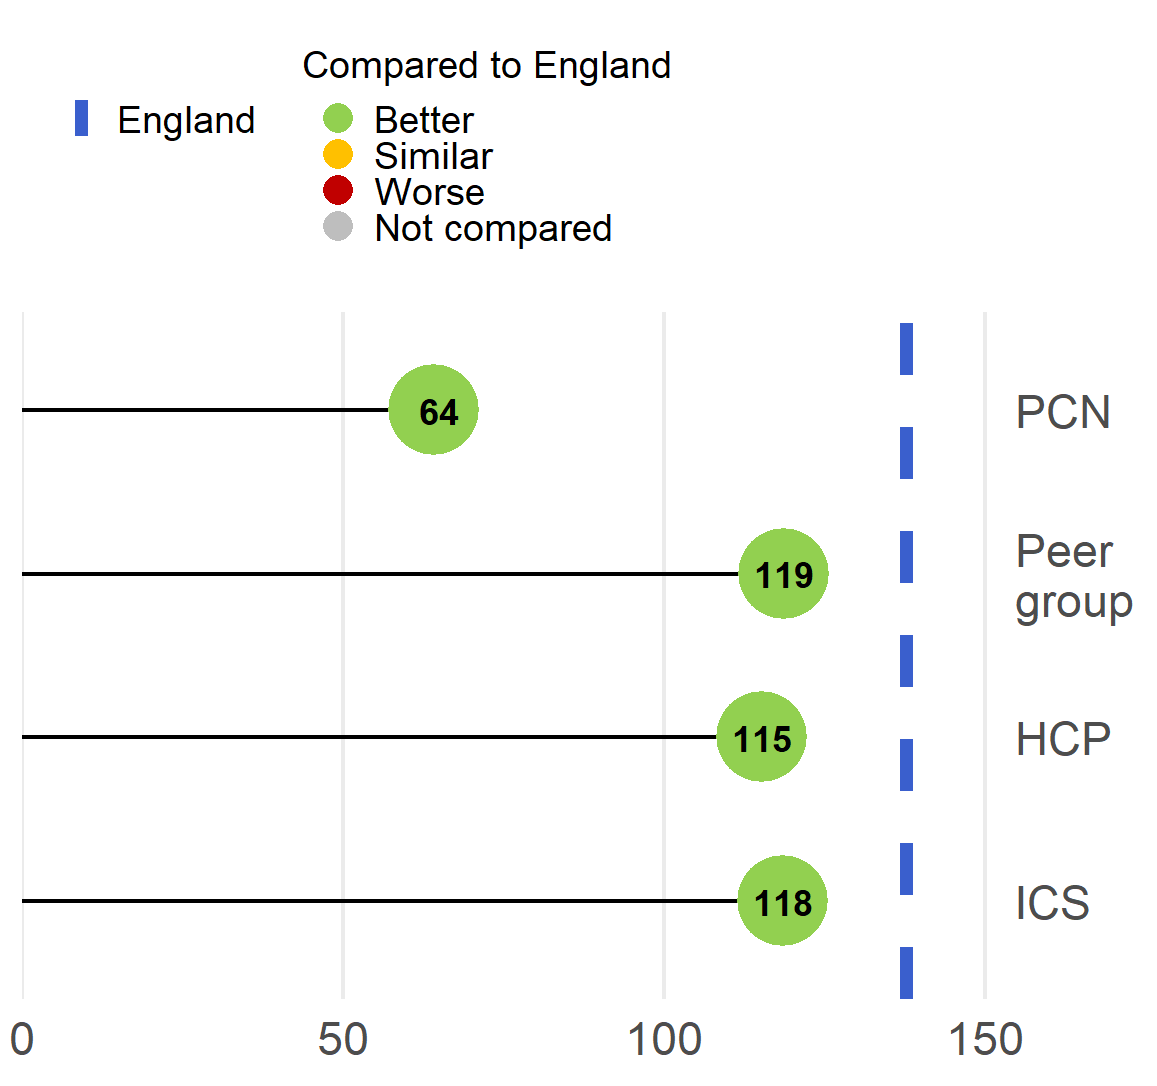 Compared to England
England
Better
Similar
Worse
Not compared
64
PCN
119
Peer
group
115
HCP
118
ICS
0 50 100 150